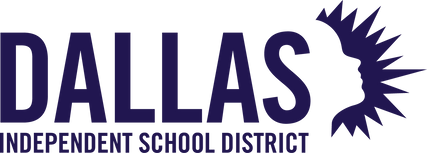 DALLAS
INDEPENDENT SCHOOL DISTRICT